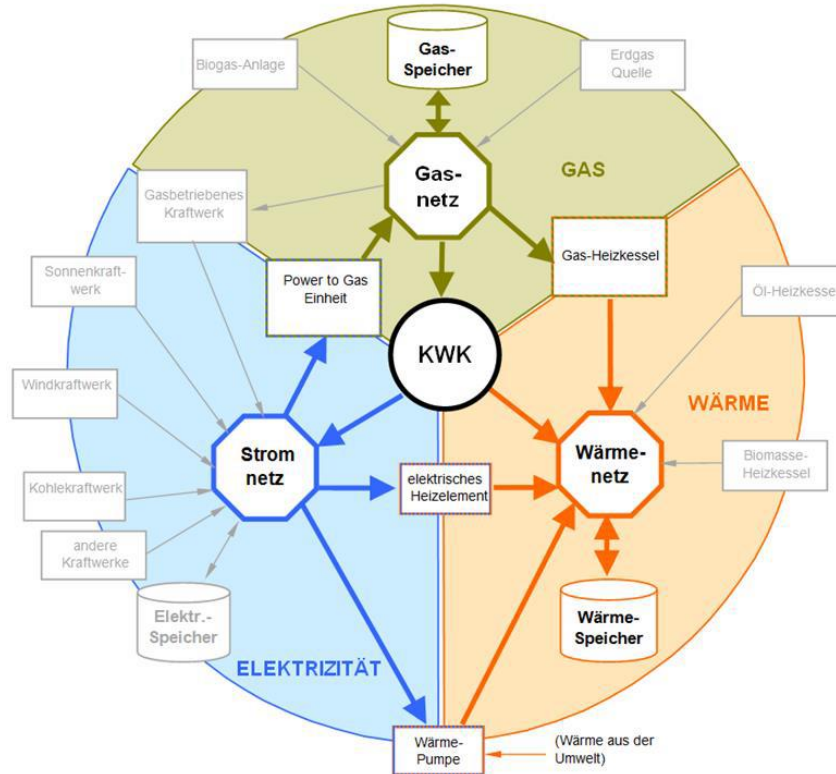 Gas-
Speicher
Biogas-Anlage
Erdgas
Quelle
Gas-
netz
GAS
Gasbetriebenes
Kraftwerk
Gas-Heizkessel
Sonnenkraft-
werk
Power to Gas
Einheit
Öl-Heizkessel
KWK
Windkraftwerk
WÄRME
Strom
netz
Wärme-
netz
Biomasse-
Heizkessel
elektrisches
Heizelement
Kohlekraftwerk
andere
Kraftwerke
Elektr.-
Speicher
Wärme-
Speicher
ELEKTRIZITÄT
Wärme-
Pumpe
(Wärme aus der
Umwelt)